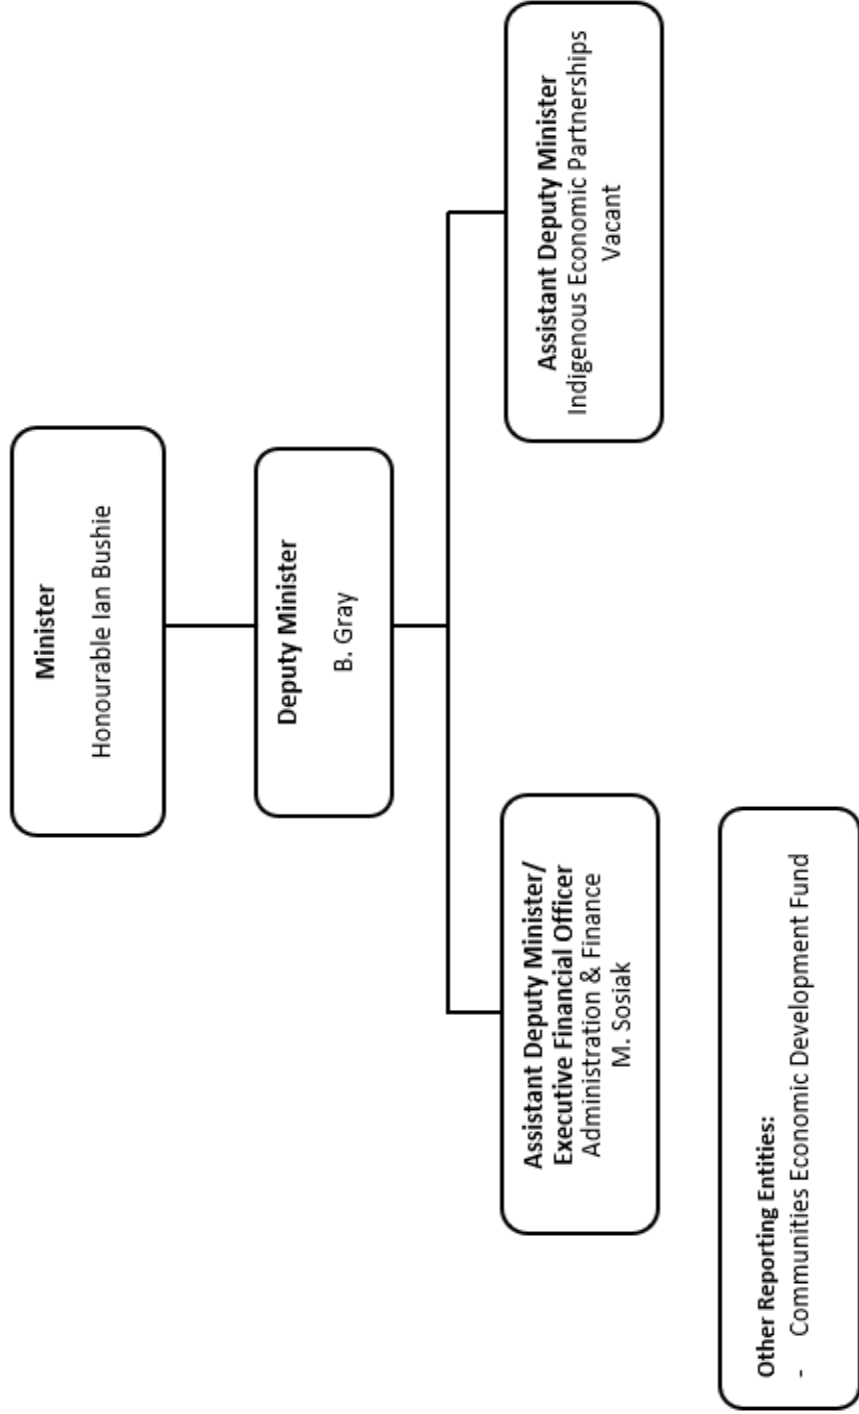 Minister
Honourable Ian Bushie
Deputy Minister
B. Gray
Assistant Deputy Minister/
Executive Financial Officer
Administration & Finance
M. Sosiak
Assistant Deputy Minister
Indigenous Economic Partnerships
Vacant
Other Reporting Entities:
- Communities Economic Development Fund